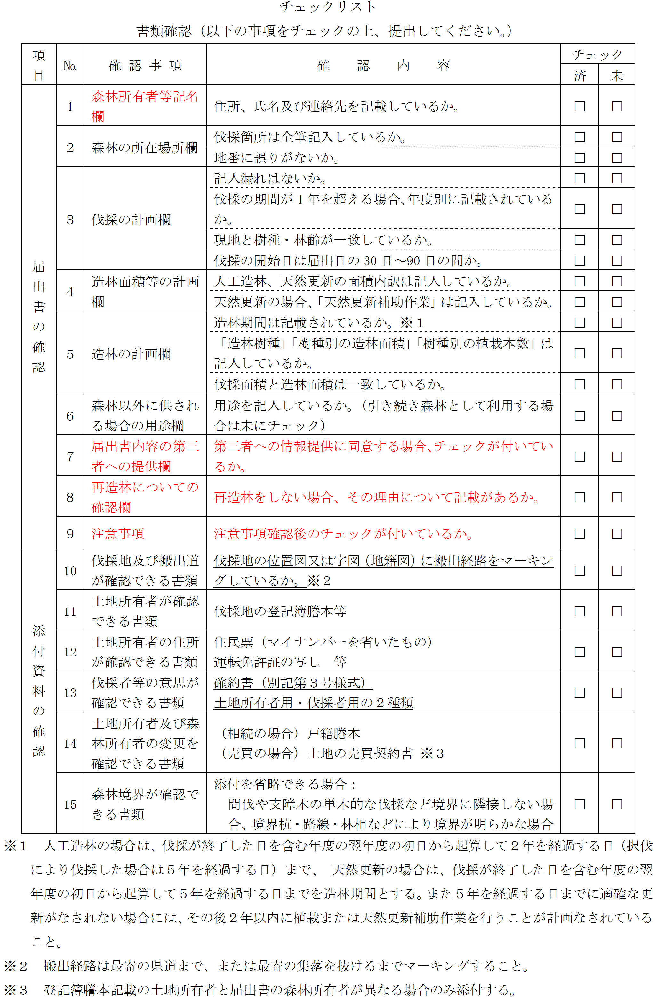 チェックリスト
書類確認（以下の事項をチェックの上、提出してください。）
項目 No. 確認事項 確認内容 チェック
済 未
届出書の確認
1 森林所有者等記名欄 住所、氏名及び連絡先を記載しているか。 □ □
2 森林の所在場所欄 伐採箇所は全筆記入しているか。 □ □
地番に誤りがないか。 □ □
3 伐採の計画欄 記入漏れはないか。 □ □
伐採の期間が１年を超える場合、年度別に記載されている
か。 □ □
現地と樹種・林齢が一致しているか。 □ □
伐採の開始日は届出日の 30 日～90 日の間か。 □ □
4 造林面積等の計画欄 人工造林、天然更新の面積内訳は記入しているか。 □ □
天然更新の場合、「天然更新補助作業」は記入しているか。 □ □
5 造林の計画欄 造林期間は記載されているか。※１ □ □
「造林樹種」「樹種別の造林面積」「樹種別の植栽本数」は
記入しているか。 □ □
伐採面積と造林面積は一致しているか。 □ □
6 森林以外に供される場合の用途欄 用途を記入しているか。（引き続き森林として利用する場
合は未にチェック） □ □
7 届出書内容の第三者への提供欄 第三者への情報提供に同意する場合、チェックが付いてい
るか。 □ □
8 再造林についての確認欄 再造林をしない場合、その理由について記載があるか。 □ □
9 注意事項 注意事項確認後のチェックが付いているか。 □ □
添付資料の確認
10 伐採地及び搬出道が確認できる書類 伐採地の位置図又は字図（地籍図）に搬出経路をマーキン
グしているか。※２ □ □
11 土地所有者が確認できる書類 伐採地の登記簿謄本等 □ □
12 土地所有者の住所が確認できる書類 住民票（マイナンバーを省いたもの）
運転免許証の写し　等 □ □
13 伐採者等の意思が確認できる書類 確約書（別記第３号様式）
土地所有者用・伐採者用の２種類 □ □
14 土地所有者及び森林所有者の変更を確認できる書類 （相続の場合）戸籍謄本
（売買の場合）土地の売買契約書 ※３ □ □
15 森林境界が確認できる書類 添付を省略できる場合：
間伐や支障木の単木的な伐採など境界に隣接しない場
合、境界杭・路線・林相などにより境界が明らかな場合 □ □
※１　人工造林の場合は、伐採が終了した日を含む年度の翌年度の初日から起算して２年を経過する日（択伐
により伐採した場合は５年を経過する日）まで、　天然更新の場合は、伐採が終了した日を含む年度の翌
年度の初日から起算して５年を経過する日までを造林期間とする。また５年を経過する日までに適確な更
新がなされない場合には、その後２年以内に植栽または天然更新補助作業を行うことが計画なされている
こと。
※２　搬出経路は最寄の県道まで、または最寄の集落を抜けるまでマーキングすること。
※３　登記簿謄本記載の土地所有者と届出書の森林所有者が異なる場合のみ添付する。